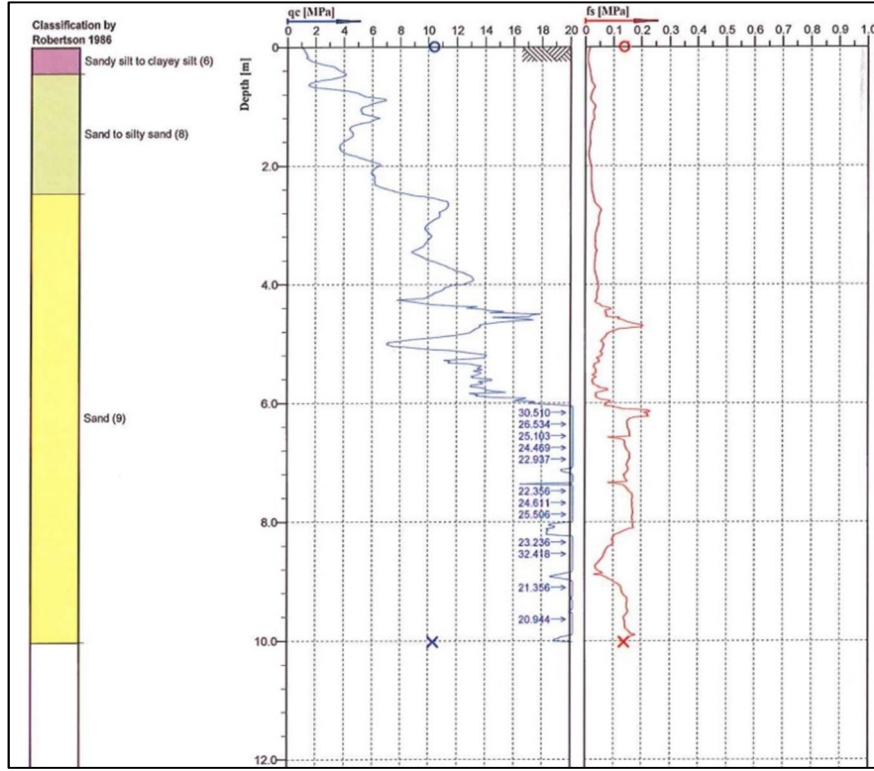 Classification by
Robertson 1986
Sandy silt to clayey silt (6)
Sand to silty sand (8)
Sand (9)
qc [MPa]
0 2 4 6 8 10 12 14 16 18 20
Depth [m]
0
2.0
4.0
6.0
8.0
10.0
12.0
30.510
26.534
25.103
24.469
22.937
22.356
24.611
25.506
23.236
32.418
21.356
20.944
fs [MPa]
0 0.1 0.2 0.3 0.4 0.5 0.6 0.7 0.8 0.9 1.0